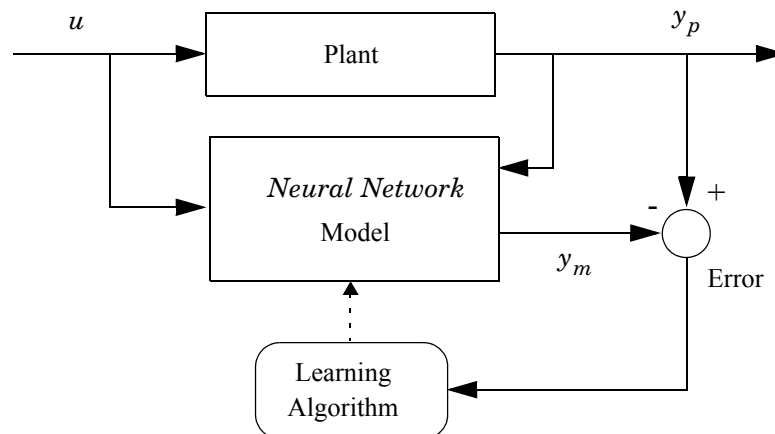 u
y_p
Plant
Neural Network
Model
- +
y_m
Error
Learning
Algorithm